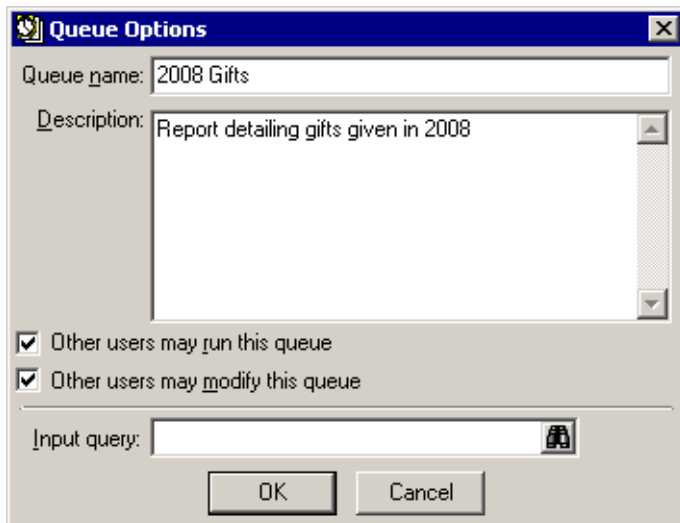 Queue Options
Queue name: 2008 Gifts
Description: Report detailing gifts given in 2008
Other users may run this queue
Other users may modify this queue
Input query:
OK Cancel